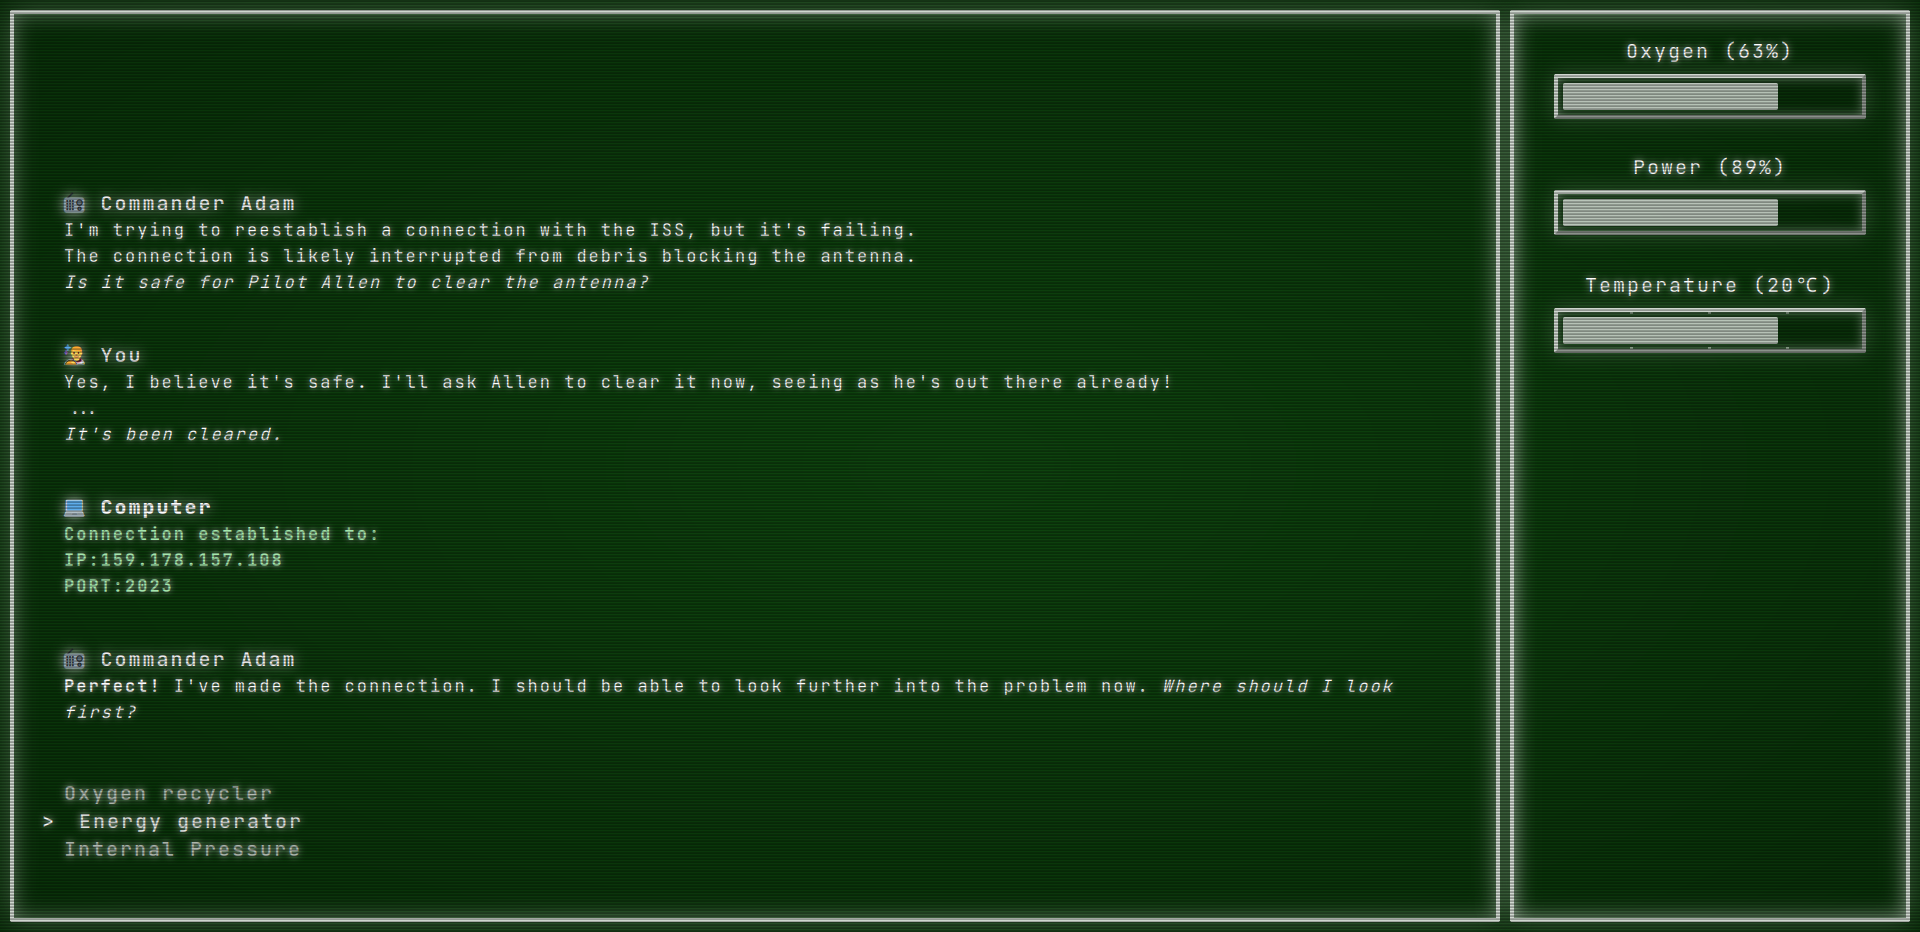 Commander Adam
I'm trying to reestablish a connection with the ISS, but it's failing.
The connection is likely interrupted from debris blocking the antenna.
Is it safe for Pilot Allen to clear the antenna?
You
Yes, I believe it's safe. I'll ask Allen to clear it now, seeing as he's out there already!
...
It's been cleared.
Computer
Connection established to:
IP:159.178.157.108
PORT:2023
Commander Adam
Perfect! I've made the connection. I should be able to look further into the problem now. Where should I look
first?
Oxygen recycler
> Energy generator
Internal Pressure
Oxygen (63%)
Power (89%)
Temperature (20°C)